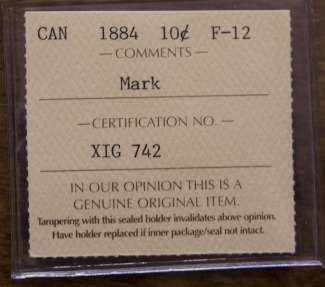 CAN 1884 10¢ F-12
— COMMENTS —
Mark
— CERTIFICATION NO. —
XIG 742
IN OUR OPINION THIS IS A
GENUINE ORIGINAL ITEM.
Tampering with this sealed holder invalidates above opinion.
Have holder replaced if inner package/seal not intact.